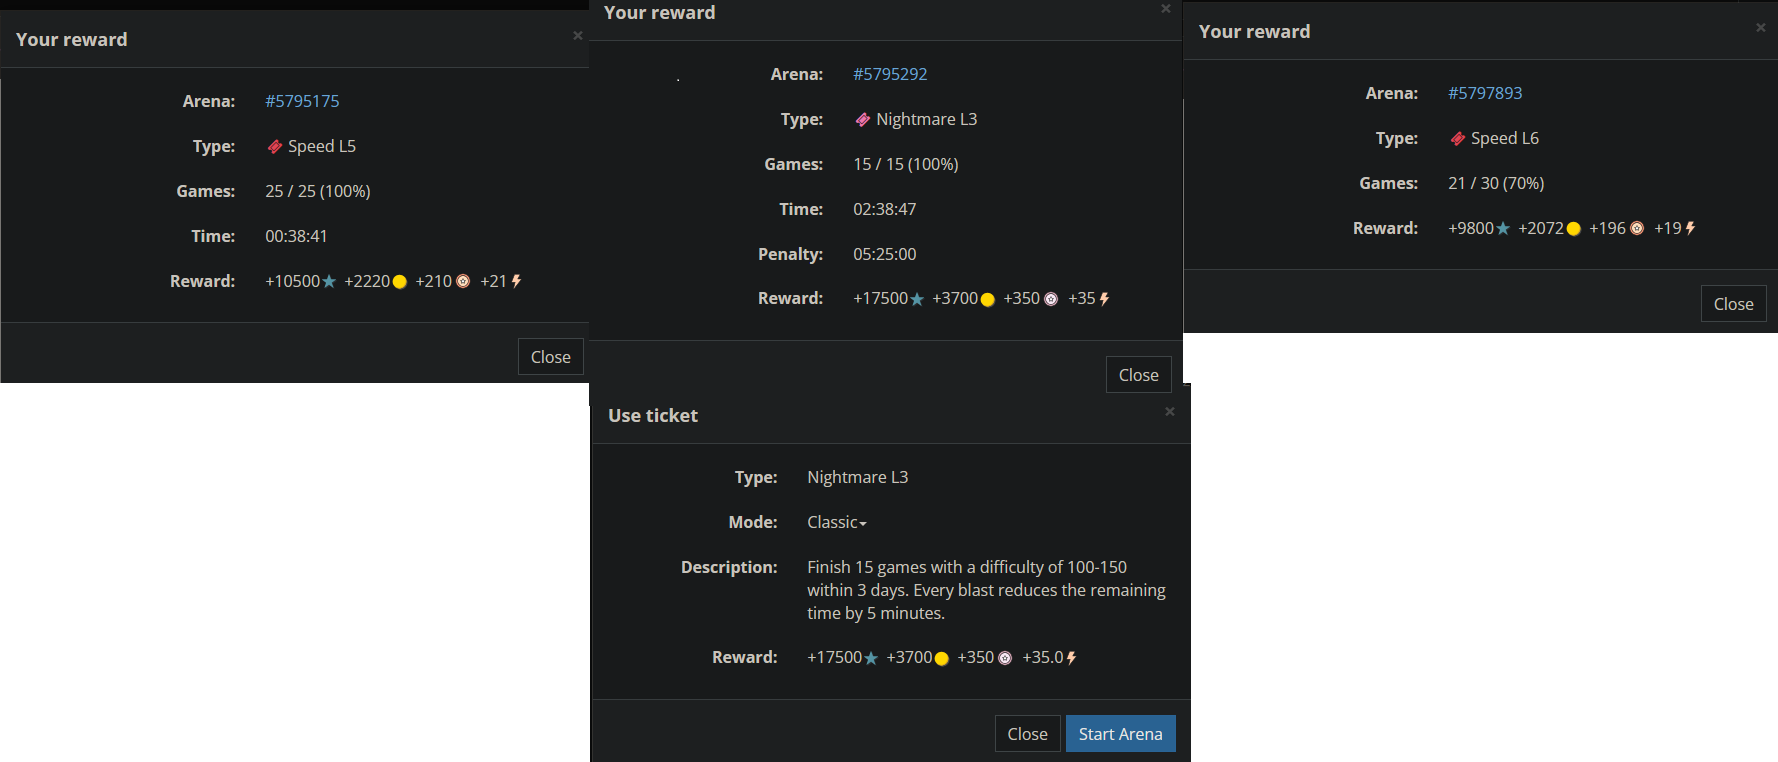 Your reward ×
Arena: #5795175
Type: Speed L5
Games: 25 / 25 (100%)
Time: 00:38:41
Reward: +10500 +2220 +210 +21
Close
Your reward ×
Arena: #5795292
Type: Nightmare L3
Games: 15 / 15 (100%)
Time: 02:38:47
Penalty: 05:25:00
Reward: +17500 +3700 +350 +35
Close
Your reward ×
Arena: #5797893
Type: Speed L6
Games: 21 / 30 (70%)
Reward: +9800 +2072 +196 +19
Close
Use ticket ×
Type: Nightmare L3
Mode: Classic
Description: Finish 15 games with a difficulty of 100-150
within 3 days. Every blast reduces the remaining
time by 5 minutes.
Reward: +17500 +3700 +350 +35.0
Close Start Arena